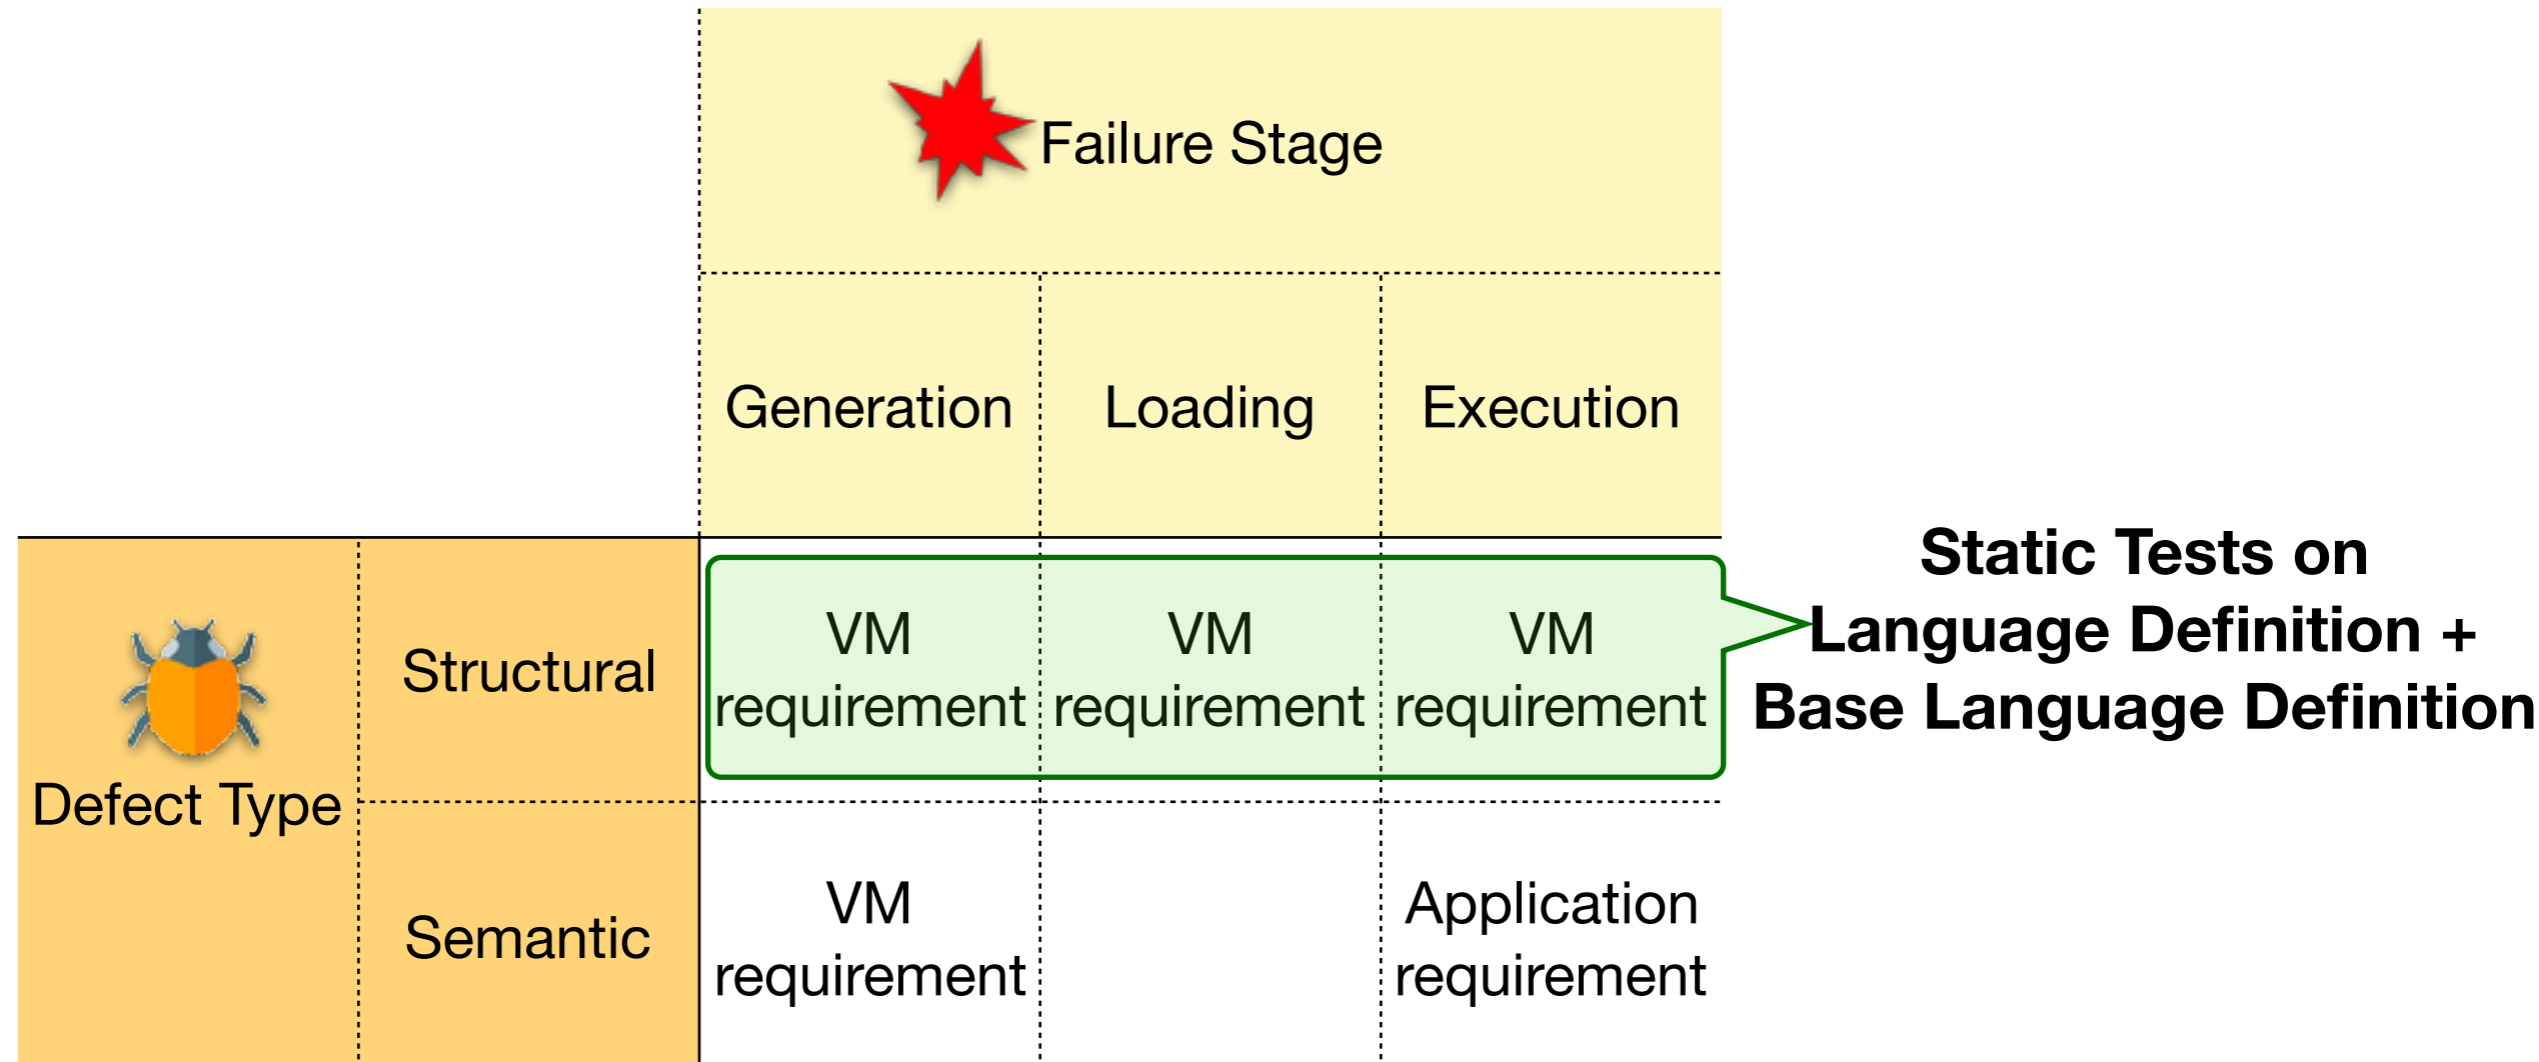 Failure Stage
Generation
Loading
Execution
Defect Type
Structural
VM
requirement
VM
requirement
VM
requirement
Static Tests on
Language Definition +
Base Language Definition
Semantic
VM
requirement
Application
requirement